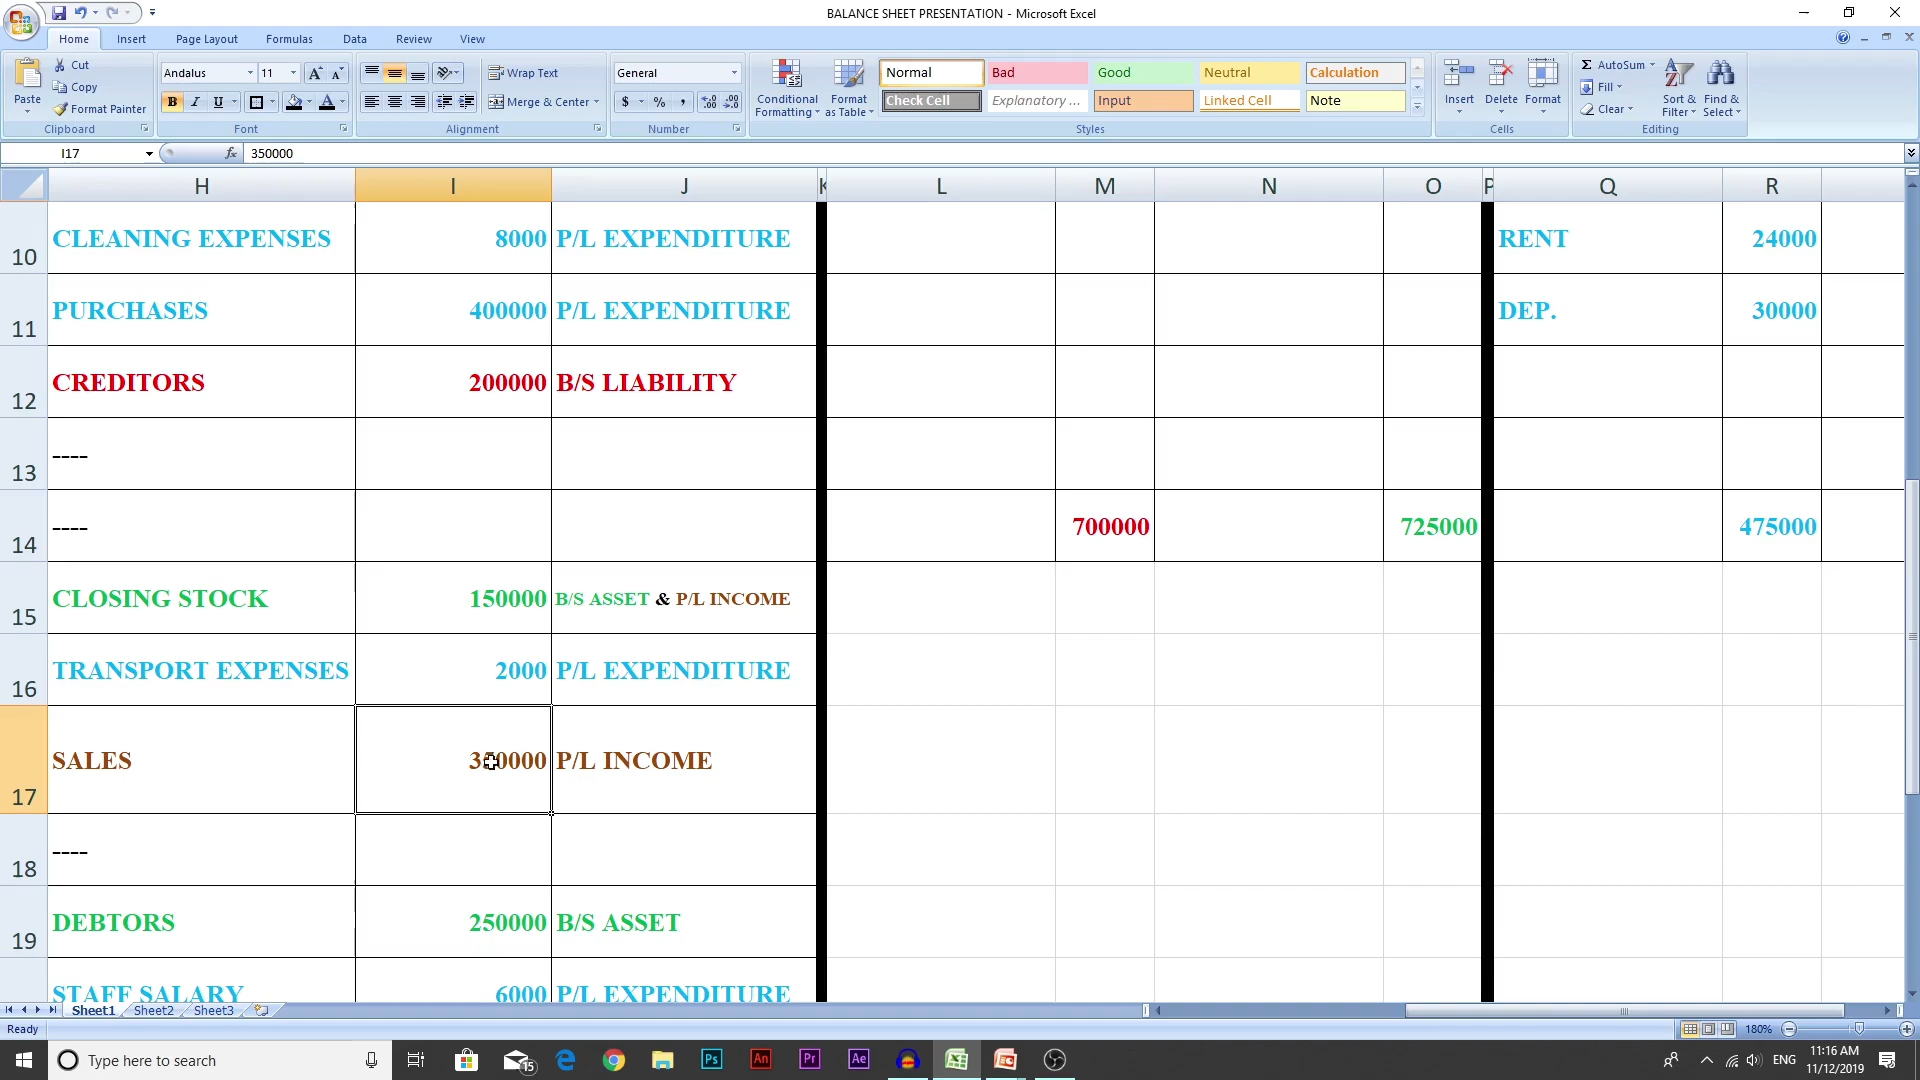 BALANCE SHEET PRESENTATION - Microsoft Excel
Home Insert Page Layout Formulas Data Review View
Paste
Cut
Copy
Format Painter
Clipboard
Andalus 11
B I U
Font
Wrap Text
Merge & Center
Alignment
General
$ % ,
Number
Conditional Formatting
Format as Table
Normal Bad Good Neutral Calculation
Check Cell Explanatory ... Input Linked Cell Note
Styles
Insert Delete Format
Cells
Σ AutoSum
Fill
Clear
Sort & Filter
Find & Select
Editing
I17 fx 350000
H I J K L M N O P Q R
10 CLEANING EXPENSES 8000 P/L EXPENDITURE RENT 24000
11 PURCHASES 400000 P/L EXPENDITURE DEP. 30000
12 CREDITORS 200000 B/S LIABILITY
13 ----
14 ---- 700000 725000 475000
15 CLOSING STOCK 150000 B/S ASSET & P/L INCOME
16 TRANSPORT EXPENSES 2000 P/L EXPENDITURE
17 SALES 350000 P/L INCOME
18 ----
19 DEBTORS 250000 B/S ASSET
STAFF SALARY 6000 P/L EXPENDITURE
Sheet1 Sheet2 Sheet3
Ready 180%
Type here to search
15
Ps An Pr Ae
ENG
11:16 AM
11/12/2019